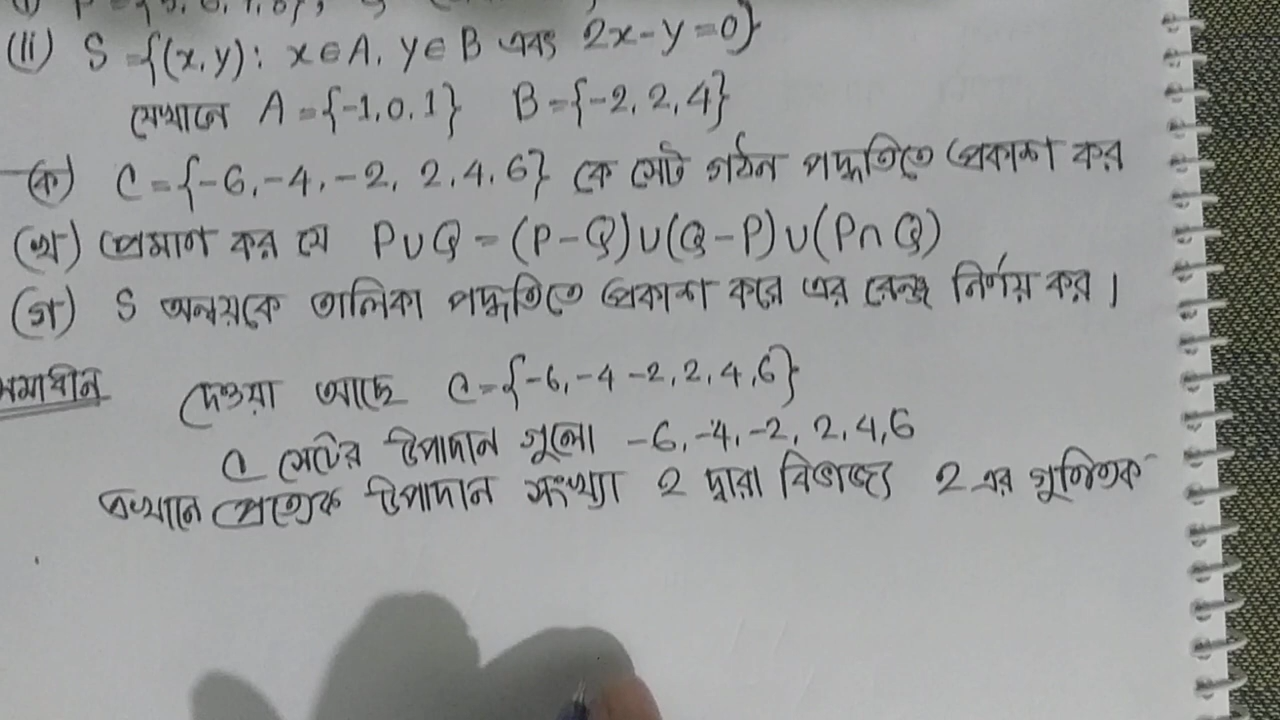 (ii) S = {(x, y): x ∈ A, y ∈ B এবং 2x - y = 0}
যেখানে A = {-1, 0, 1} B = {-2, 2, 4}
(ক) C = {-6, -4, -2, 2, 4, 6} কে সেট গঠন পদ্ধতিতে প্রকাশ কর
(খ) প্রমান কর যে P∪Q = (P-Q)∪(Q-P)∪(P∩Q)
(গ) S অন্বয়কে তালিকা পদ্ধতিতে প্রকাশ করে এর রেন্জ নির্ণয় কর।
সমাধান দেওয়া আছে C = {-6, -4 -2, 2, 4, 6}
C সেটের উপাদান গুলো -6, -4, -2, 2, 4, 6
এখানে প্রত্যেক উপাদান সংখ্যা 2 দ্বারা বিভাজ্য 2 এর গুনিতক